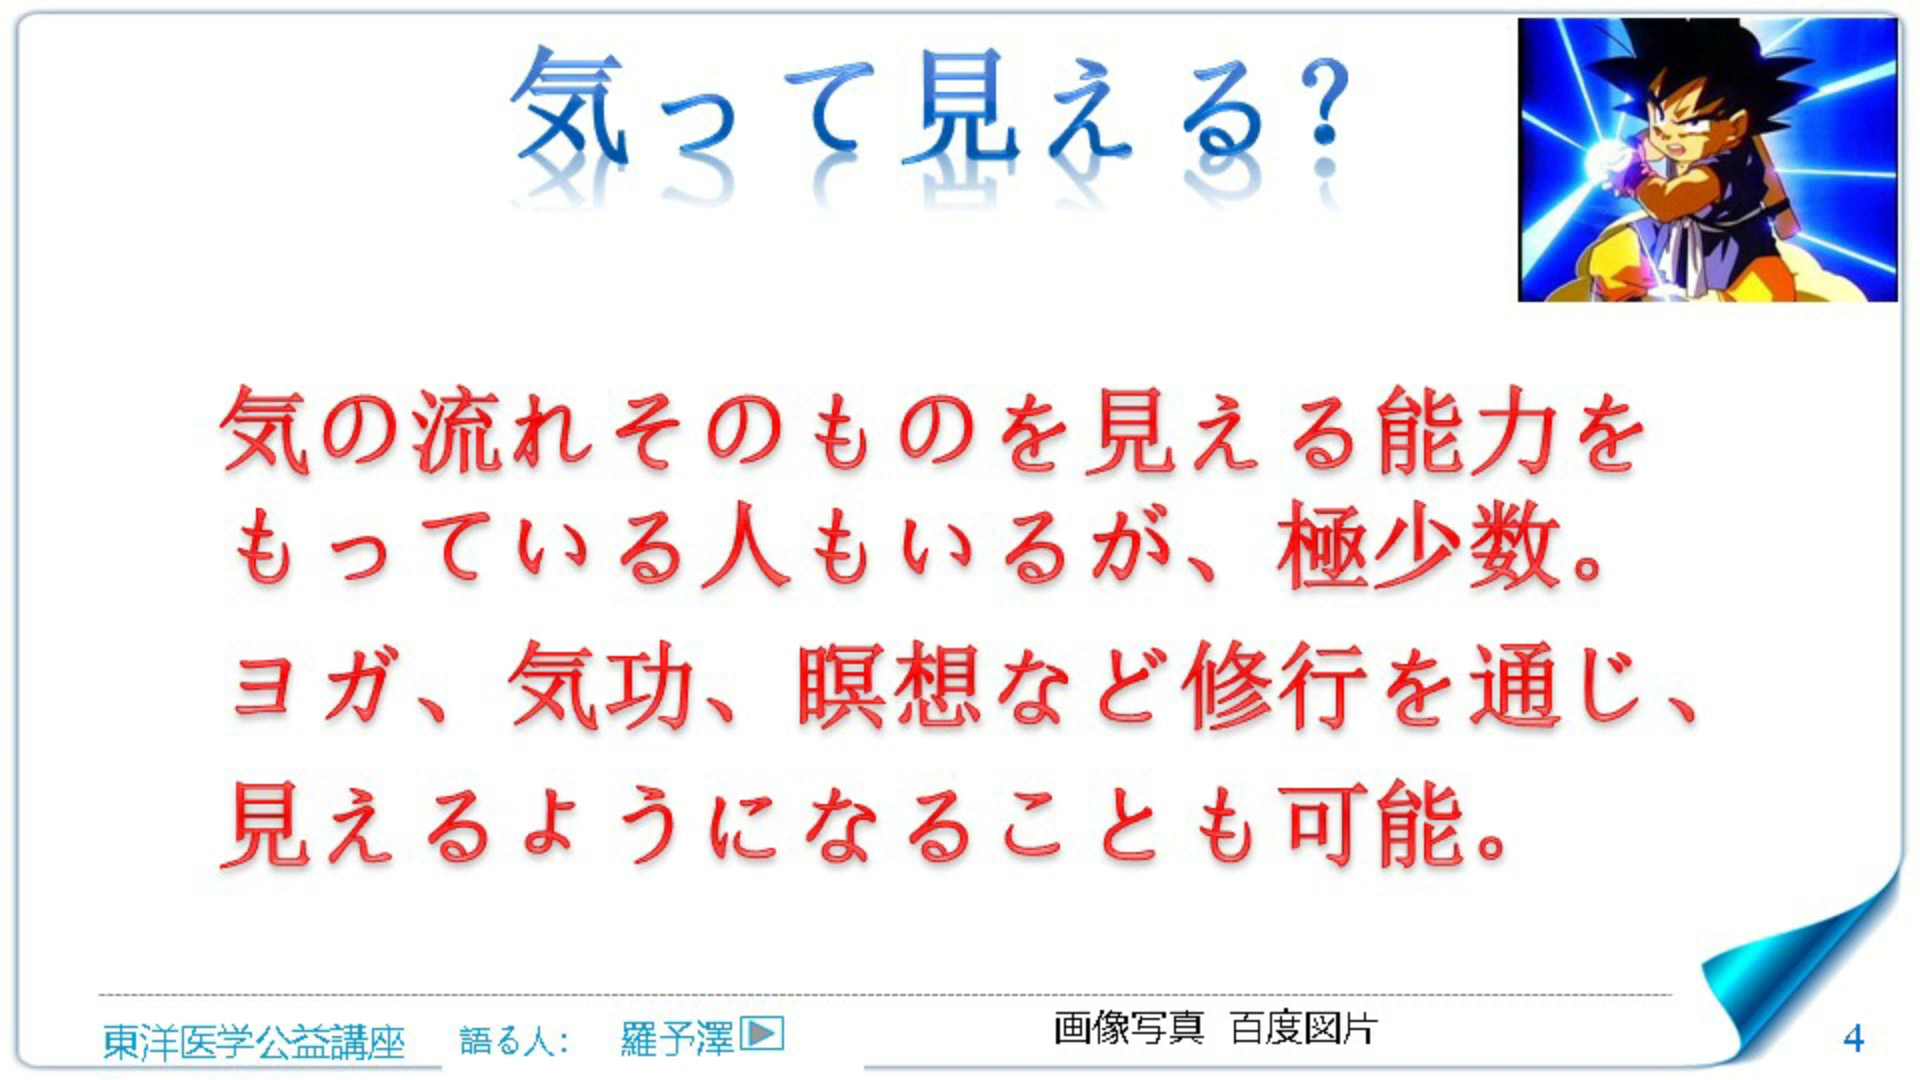 気って見える?
気の流れそのものを見える能力を
もっている人もいるが、極少数。
ヨガ、気功、瞑想など修行を通じ、
見えるようになることも可能。
東洋医学公益講座 語る人: 羅予澤
画像写真 百度図片
4